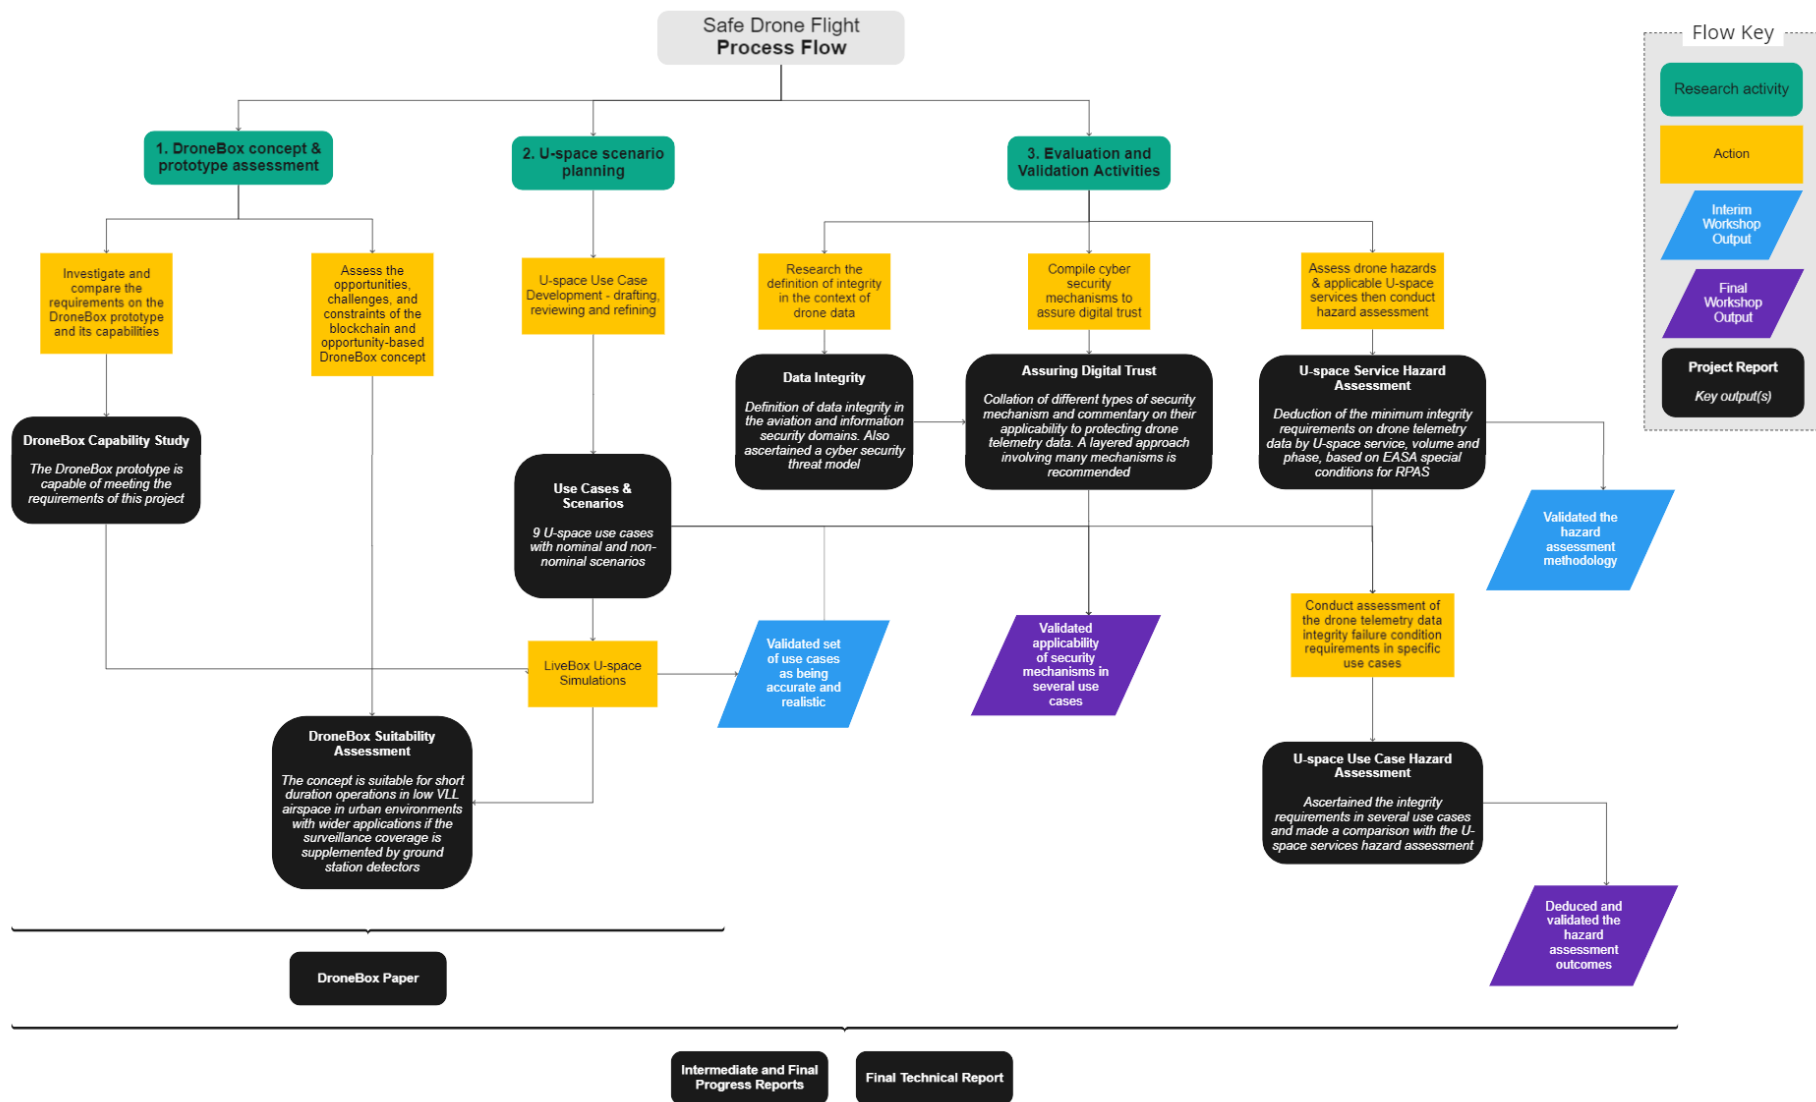 Safe Drone Flight
Process Flow
Flow Key
Research activity
Action
Interim
Workshop
Output
Final
Workshop
Output
Project Report
Key output(s)
1. DroneBox concept &
prototype assessment
2. U-space scenario
planning
3. Evaluation and
Validation Activities
Investigate and
compare the
requirements on the
DroneBox prototype
and its capabilities
Assess the
opportunities,
challenges, and
constraints of the
blockchain and
opportunity-based
DroneBox concept
U-space Use Case
Development - drafting,
reviewing and refining
Research the
definition of integrity
in the context of
drone data
Compile cyber
security
mechanisms to
assure digital trust
Assess drone hazards
& applicable U-space
services then conduct
hazard assessment
DroneBox Capability Study
The DroneBox prototype is
capable of meeting the
requirements of this project
Data Integrity
Definition of data integrity in
the aviation and information
security domains. Also
ascertained a cyber security
threat model
Assuring Digital Trust
Collation of different types of security
mechanism and commentary on their
applicability to protecting drone
telemetry data. A layered approach
involving many mechanisms is
recommended
U-space Service Hazard
Assessment
Deduction of the minimum integrity
requirements on drone telemetry
data by U-space service, volume and
phase, based on EASA special
conditions for RPAS
Use Cases &
Scenarios
9 U-space use cases
with nominal and non-
nominal scenarios
Validated the
hazard
assessment
methodology
LiveBox U-space
Simulations
Validated set
of use cases
as being
accurate and
realistic
Validated
applicability
of security
mechanisms in
several use
cases
Conduct assessment of
the drone telemetry data
integrity failure condition
requirements in specific
use cases
DroneBox Suitability
Assessment
The concept is suitable for short
duration operations in low VLL
airspace in urban environments
with wider applications if the
surveillance coverage is
supplemented by ground
station detectors
U-space Use Case Hazard
Assessment
Ascertained the integrity
requirements in several use cases
and made a comparison with the U-
space services hazard assessment
Deduced and
validated the
hazard
assessment
outcomes
DroneBox Paper
Intermediate and Final
Progress Reports
Final Technical Report